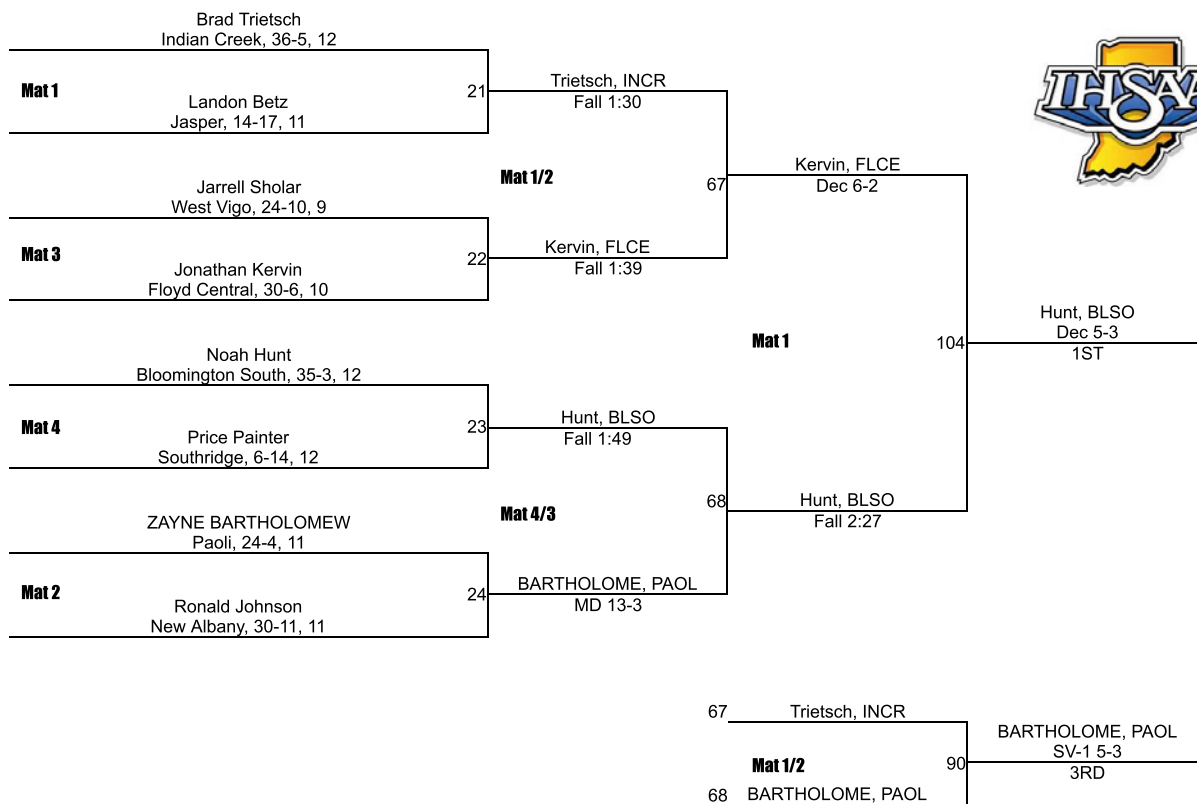 Brad Trietsch
Indian Creek, 36-5, 12
Mat 1
Landon Betz
Jasper, 14-17, 11
21
Trietsch, INCR
Fall 1:30
IHSAA
Jarrell Sholar
West Vigo, 24-10, 9
Mat 3
Jonathan Kervin
Floyd Central, 30-6, 10
22
Kervin, FLCE
Fall 1:39
Mat 1/2
67
Kervin, FLCE
Dec 6-2
Noah Hunt
Bloomington South, 35-3, 12
Mat 4
Price Painter
Southridge, 6-14, 12
23
Hunt, BLSO
Fall 1:49
ZAYNE BARTHOLOMEW
Paoli, 24-4, 11
Mat 2
Ronald Johnson
New Albany, 30-11, 11
24
BARTHOLOME, PAOL
MD 13-3
Mat 4/3
68
Hunt, BLSO
Fall 2:27
Mat 1
104
Hunt, BLSO
Dec 5-3
1ST
67
Trietsch, INCR
Mat 1/2
68
BARTHOLOME, PAOL
90
BARTHOLOME, PAOL
SV-1 5-3
3RD